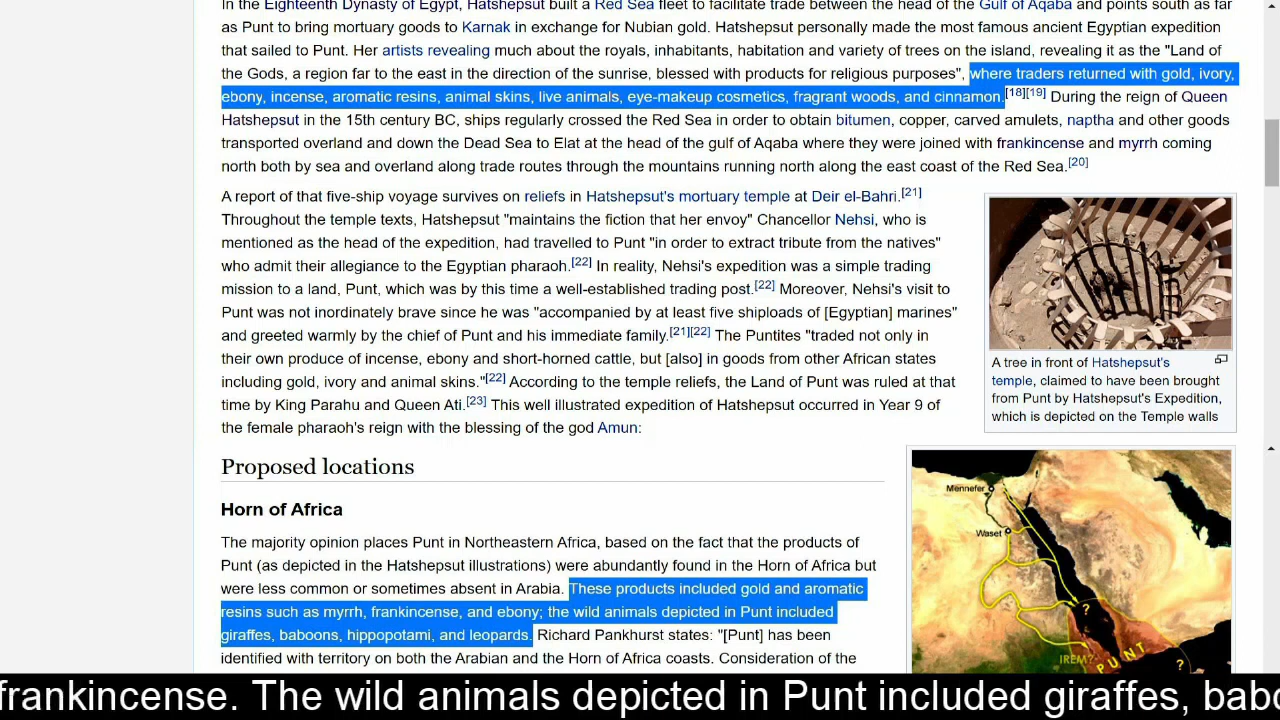 In the Eighteenth Dynasty of Egypt, Hatshepsut built a Red Sea fleet to facilitate trade between the head of the Gulf of Aqaba and points south as far
as Punt to bring mortuary goods to Karnak in exchange for Nubian gold. Hatshepsut personally made the most famous ancient Egyptian expedition
that sailed to Punt. Her artists revealing much about the royals, inhabitants, habitation and variety of trees on the island, revealing it as the "Land of
the Gods, a region far to the east in the direction of the sunrise, blessed with products for religious purposes", where traders returned with gold, ivory,
ebony, incense, aromatic resins, animal skins, live animals, eye-makeup cosmetics, fragrant woods, and cinnamon.[18][19] During the reign of Queen
Hatshepsut in the 15th century BC, ships regularly crossed the Red Sea in order to obtain bitumen, copper, carved amulets, naptha and other goods
transported overland and down the Dead Sea to Elat at the head of the gulf of Aqaba where they were joined with frankincense and myrrh coming
north both by sea and overland along trade routes through the mountains running north along the east coast of the Red Sea.[20]
A report of that five-ship voyage survives on reliefs in Hatshepsut's mortuary temple at Deir el-Bahri.[21]
Throughout the temple texts, Hatshepsut "maintains the fiction that her envoy" Chancellor Nehsi, who is
mentioned as the head of the expedition, had travelled to Punt "in order to extract tribute from the natives"
who admit their allegiance to the Egyptian pharaoh.[22] In reality, Nehsi's expedition was a simple trading
mission to a land, Punt, which was by this time a well-established trading post.[22] Moreover, Nehsi's visit to
Punt was not inordinately brave since he was "accompanied by at least five shiploads of [Egyptian] marines"
and greeted warmly by the chief of Punt and his immediate family.[21][22] The Puntites "traded not only in
their own produce of incense, ebony and short-horned cattle, but [also] in goods from other African states
including gold, ivory and animal skins."[22] According to the temple reliefs, the Land of Punt was ruled at that
time by King Parahu and Queen Ati.[23] This well illustrated expedition of Hatshepsut occurred in Year 9 of
the female pharaoh's reign with the blessing of the god Amun:
A tree in front of Hatshepsut's
temple, claimed to have been brought
from Punt by Hatshepsut's Expedition,
which is depicted on the Temple walls
Proposed locations
Horn of Africa
The majority opinion places Punt in Northeastern Africa, based on the fact that the products of
Punt (as depicted in the Hatshepsut illustrations) were abundantly found in the Horn of Africa but
were less common or sometimes absent in Arabia. These products included gold and aromatic
resins such as myrrh, frankincense, and ebony; the wild animals depicted in Punt included
giraffes, baboons, hippopotami, and leopards. Richard Pankhurst states: "[Punt] has been
identified with territory on both the Arabian and the Horn of Africa coasts. Consideration of the
Mennefer
Waset
?
IREM?
PUNT
?
frankincense. The wild animals depicted in Punt included giraffes, babo